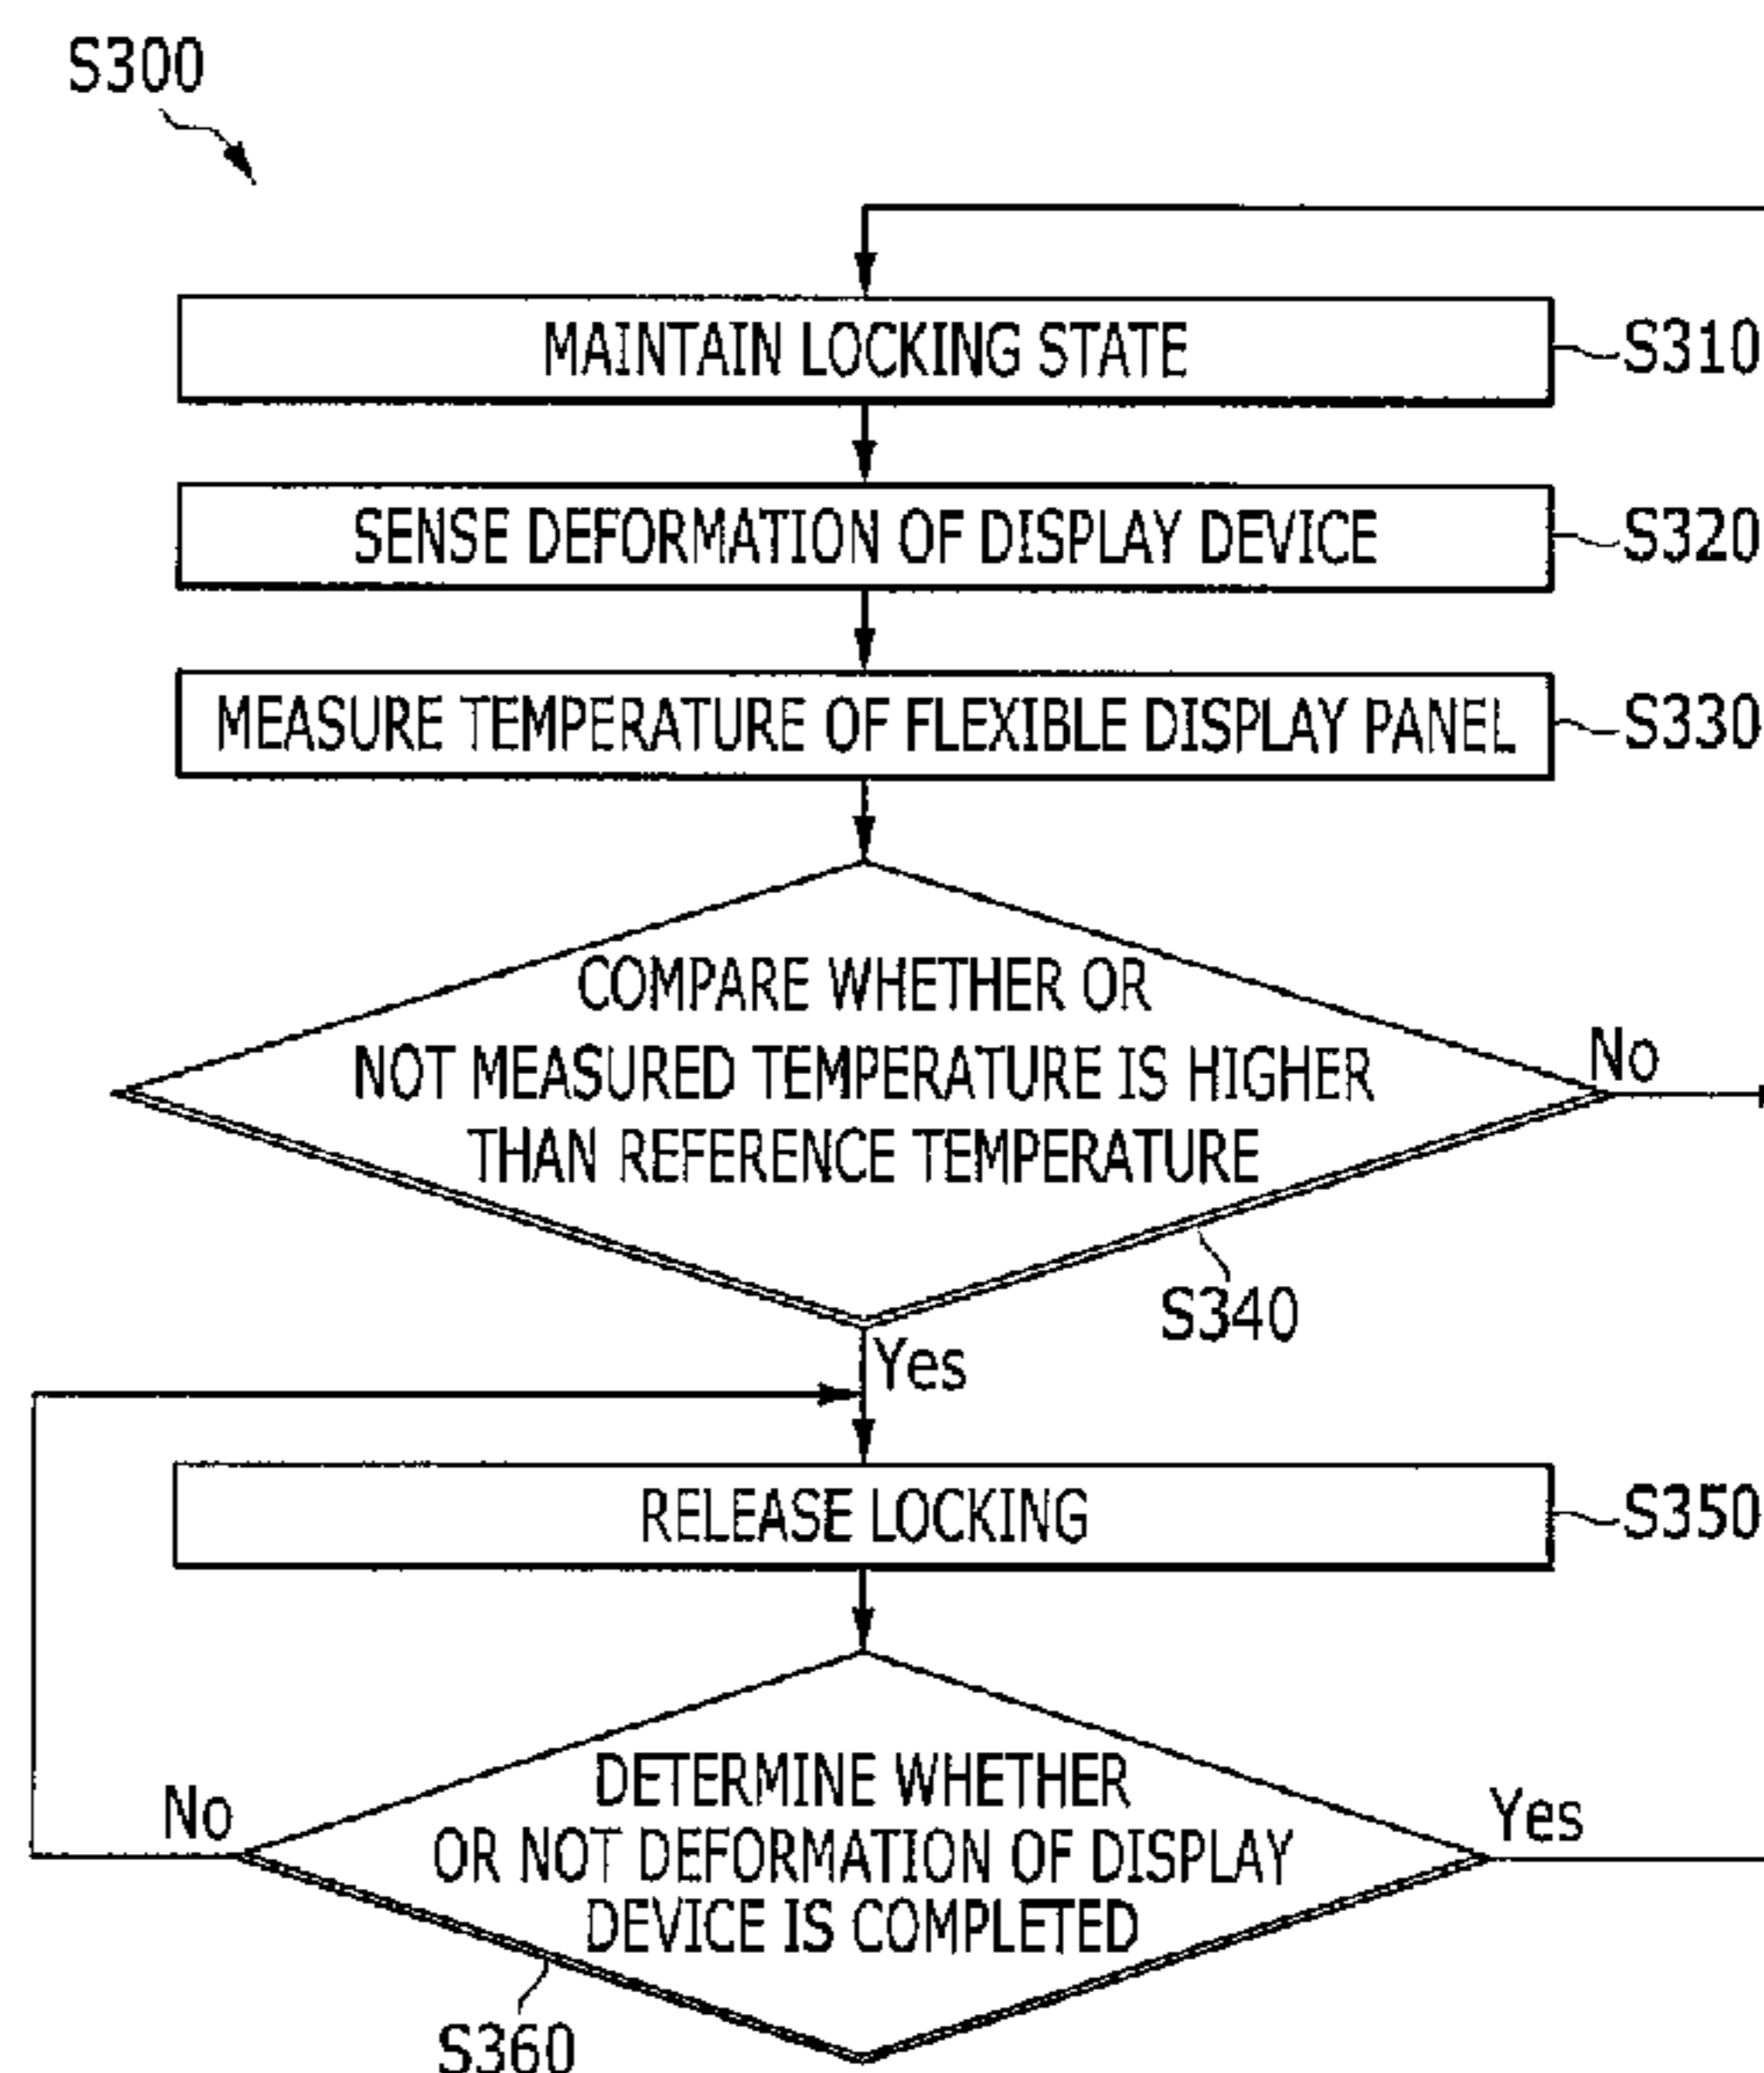 S300
MAINTAIN LOCKING STATE
S310
SENSE DEFORMATION OF DISPLAY DEVICE
S320
MEASURE TEMPERATURE OF FLEXIBLE DISPLAY PANEL
S330
COMPARE WHETHER OR
NOT MEASURED TEMPERATURE IS HIGHER
THAN REFERENCE TEMPERATURE
No
S340
Yes
RELEASE LOCKING
S350
DETERMINE WHETHER
OR NOT DEFORMATION OF DISPLAY
DEVICE IS COMPLETED
No
Yes
S360